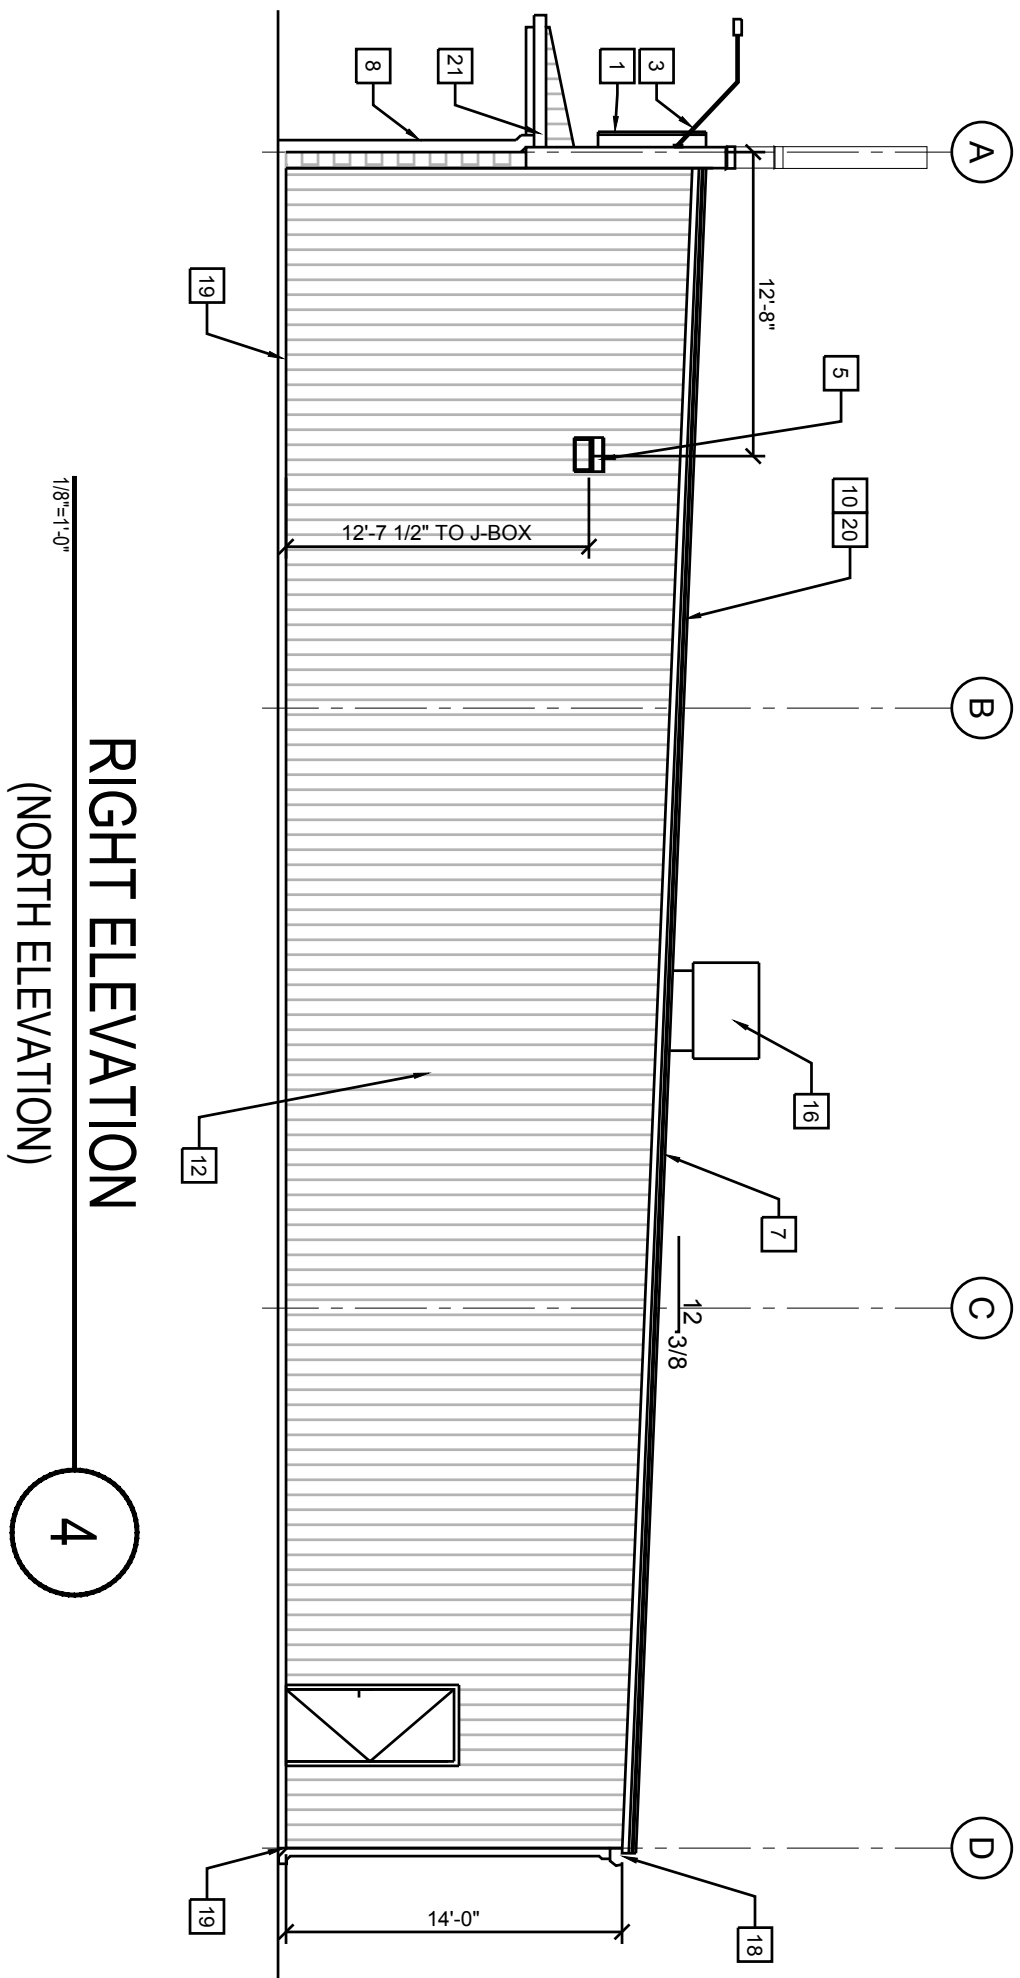 A
B
C
D
3
1
21
8
12'-8"
5
10 20
19
12'-7 1/2" TO J-BOX
16
7
12
12
3/8
14'-0"
18
19
RIGHT ELEVATION
(NORTH ELEVATION)
1/8"=1'-0"
4